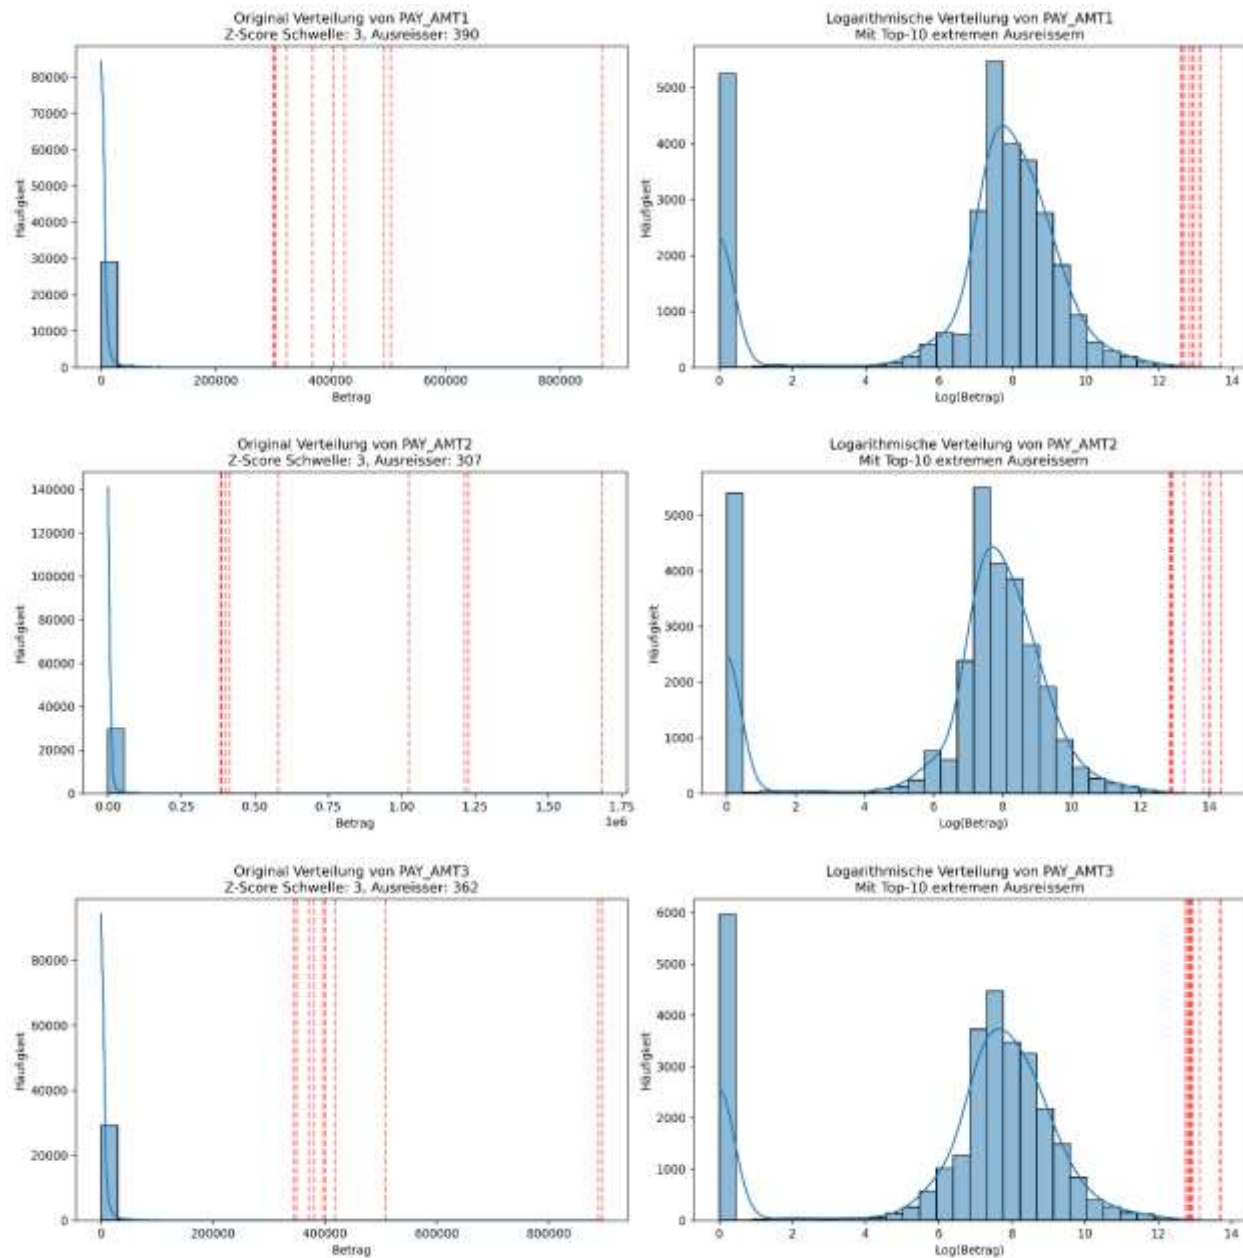 Original Verteilung von PAY_AMT1
Z-Score Schwelle: 3, Ausreisser: 390
80000
70000
60000
50000
40000
30000
20000
10000
0
Häufigkeit
0 200000 400000 600000 800000
Betrag
Logarithmische Verteilung von PAY_AMT1
Mit Top-10 extremen Ausreissern
5000
4000
3000
2000
1000
0
Häufigkeit
0 2 4 6 8 10 12 14
Log(Betrag)
Original Verteilung von PAY_AMT2
Z-Score Schwelle: 3, Ausreisser: 307
140000
120000
100000
80000
60000
40000
20000
0
Häufigkeit
0.00 0.25 0.50 0.75 1.00 1.25 1.50 1.75
1e6
Betrag
Logarithmische Verteilung von PAY_AMT2
Mit Top-10 extremen Ausreissern
5000
4000
3000
2000
1000
0
Häufigkeit
0 2 4 6 8 10 12 14
Log(Betrag)
Original Verteilung von PAY_AMT3
Z-Score Schwelle: 3, Ausreisser: 362
80000
60000
40000
20000
0
Häufigkeit
0 200000 400000 600000 800000
Betrag
Logarithmische Verteilung von PAY_AMT3
Mit Top-10 extremen Ausreissern
6000
5000
4000
3000
2000
1000
0
Häufigkeit
0 2 4 6 8 10 12 14
Log(Betrag)